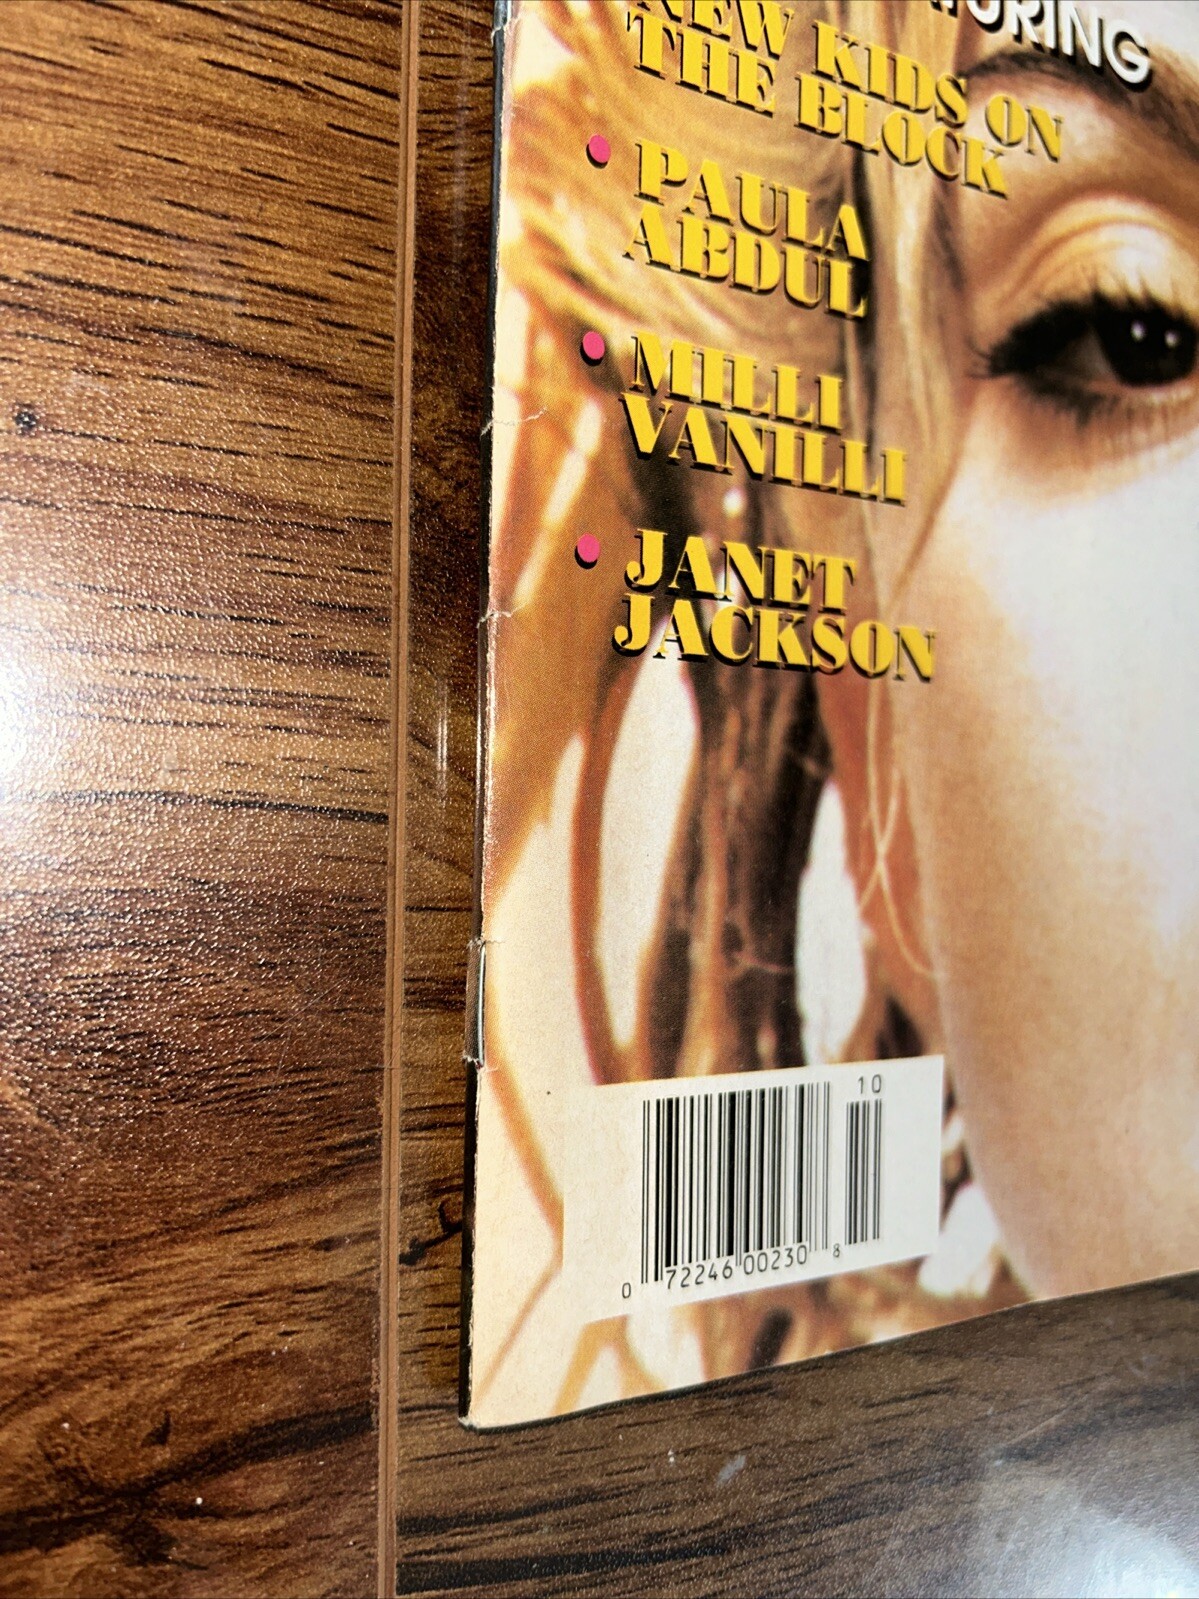 NEW KIDS ON
THE BLOCK
• PAULA
ABDUL
• MILLI
VANILLI
• JANET
JACKSON
10
0 72246 00230 8